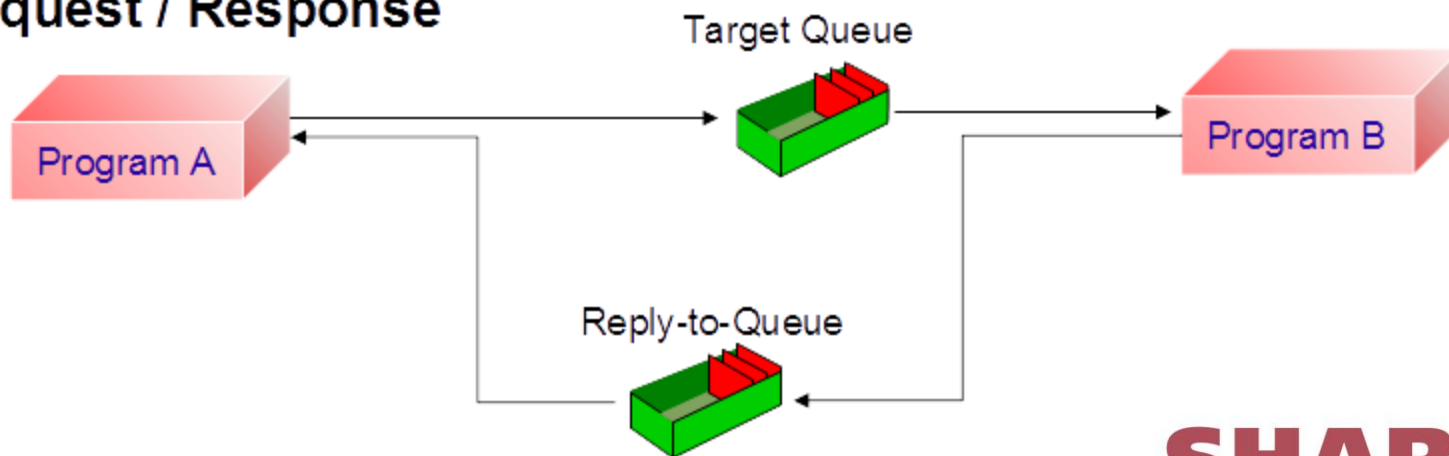 quest / Response
Target Queue
Program A
Program B
Reply-to-Queue
SHAR